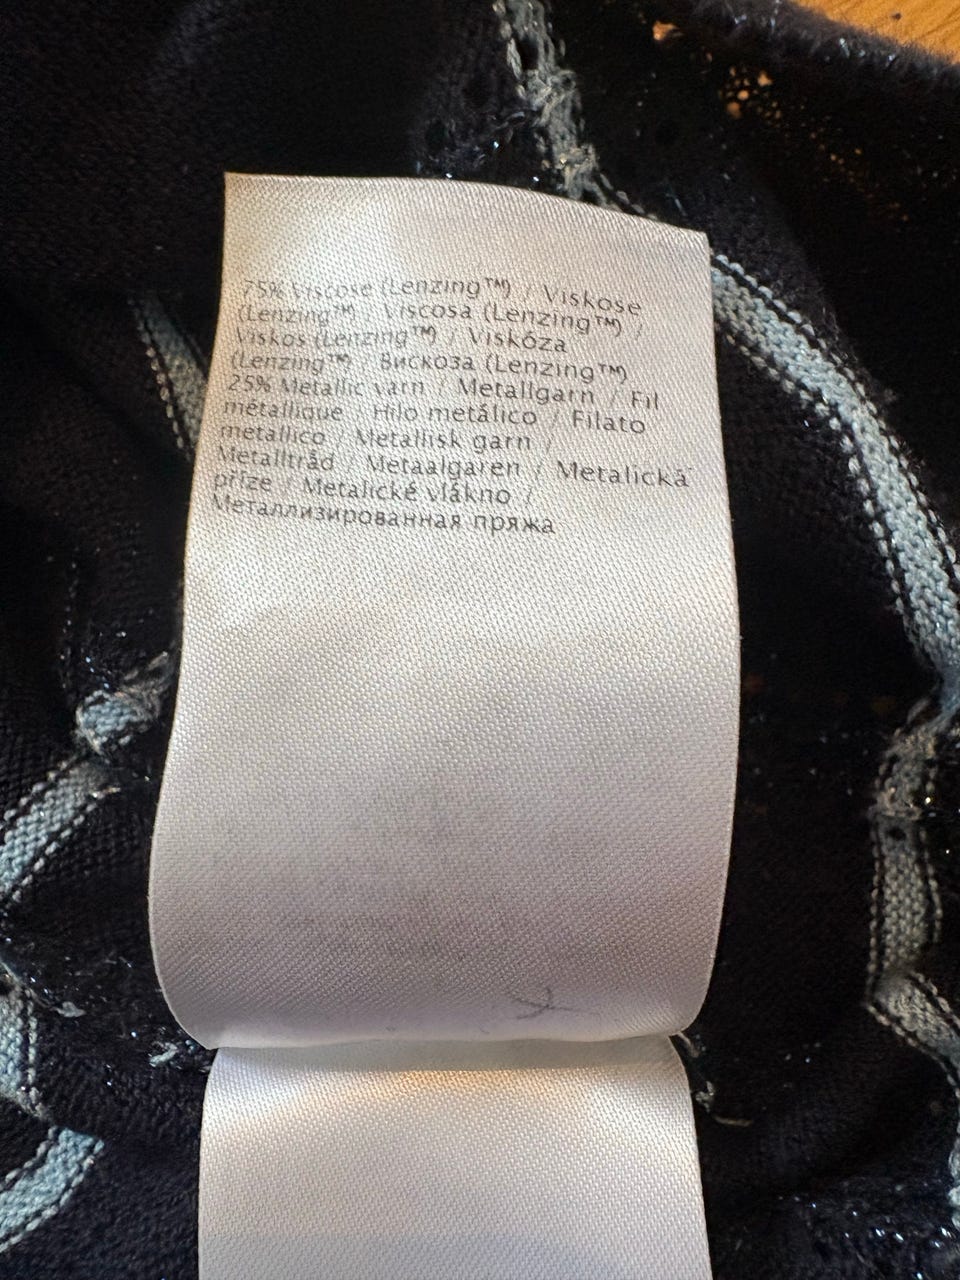 75% Viscose (Lenzing™) / Viskose
(Lenzing™) / Viscosa (Lenzing™) /
Viskos (Lenzing™) / Viskóza
(Lenzing™) / Вискоза (Lenzing™)
25% Metallic yarn / Metallgarn / Fil
métallique / Hilo metálico / Filato
metallico / Metallisk garn /
Metalltråd / Metaalgaren / Metalická
príze / Metalické vlákno /
Металлизированная пряжа